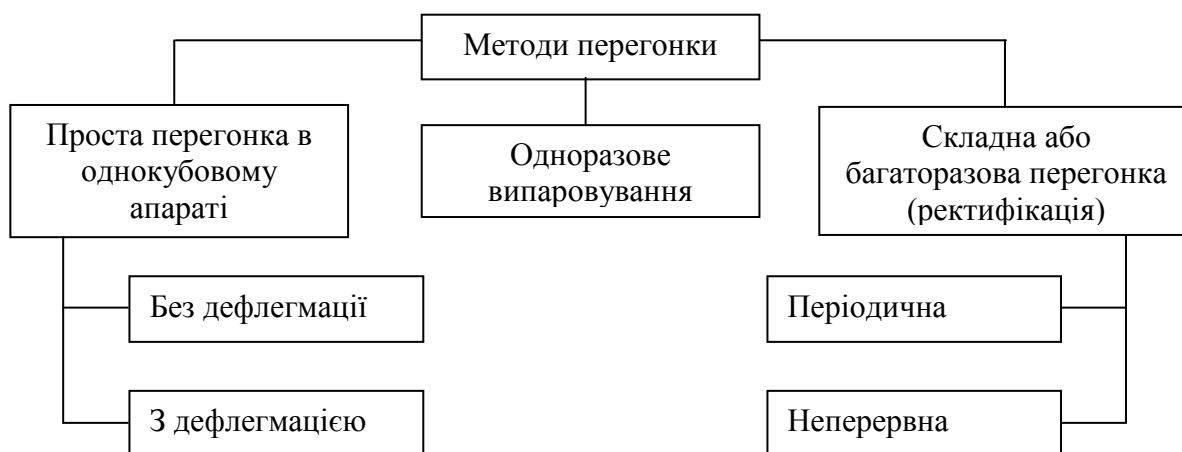 Методи перегонки
Проста перегонка в
однокубовому
апараті
Одноразове
випаровування
Складна або
багаторазова перегонка
(ректифікація)
Без дефлегмації
Періодична
З дефлегмацією
Неперервна